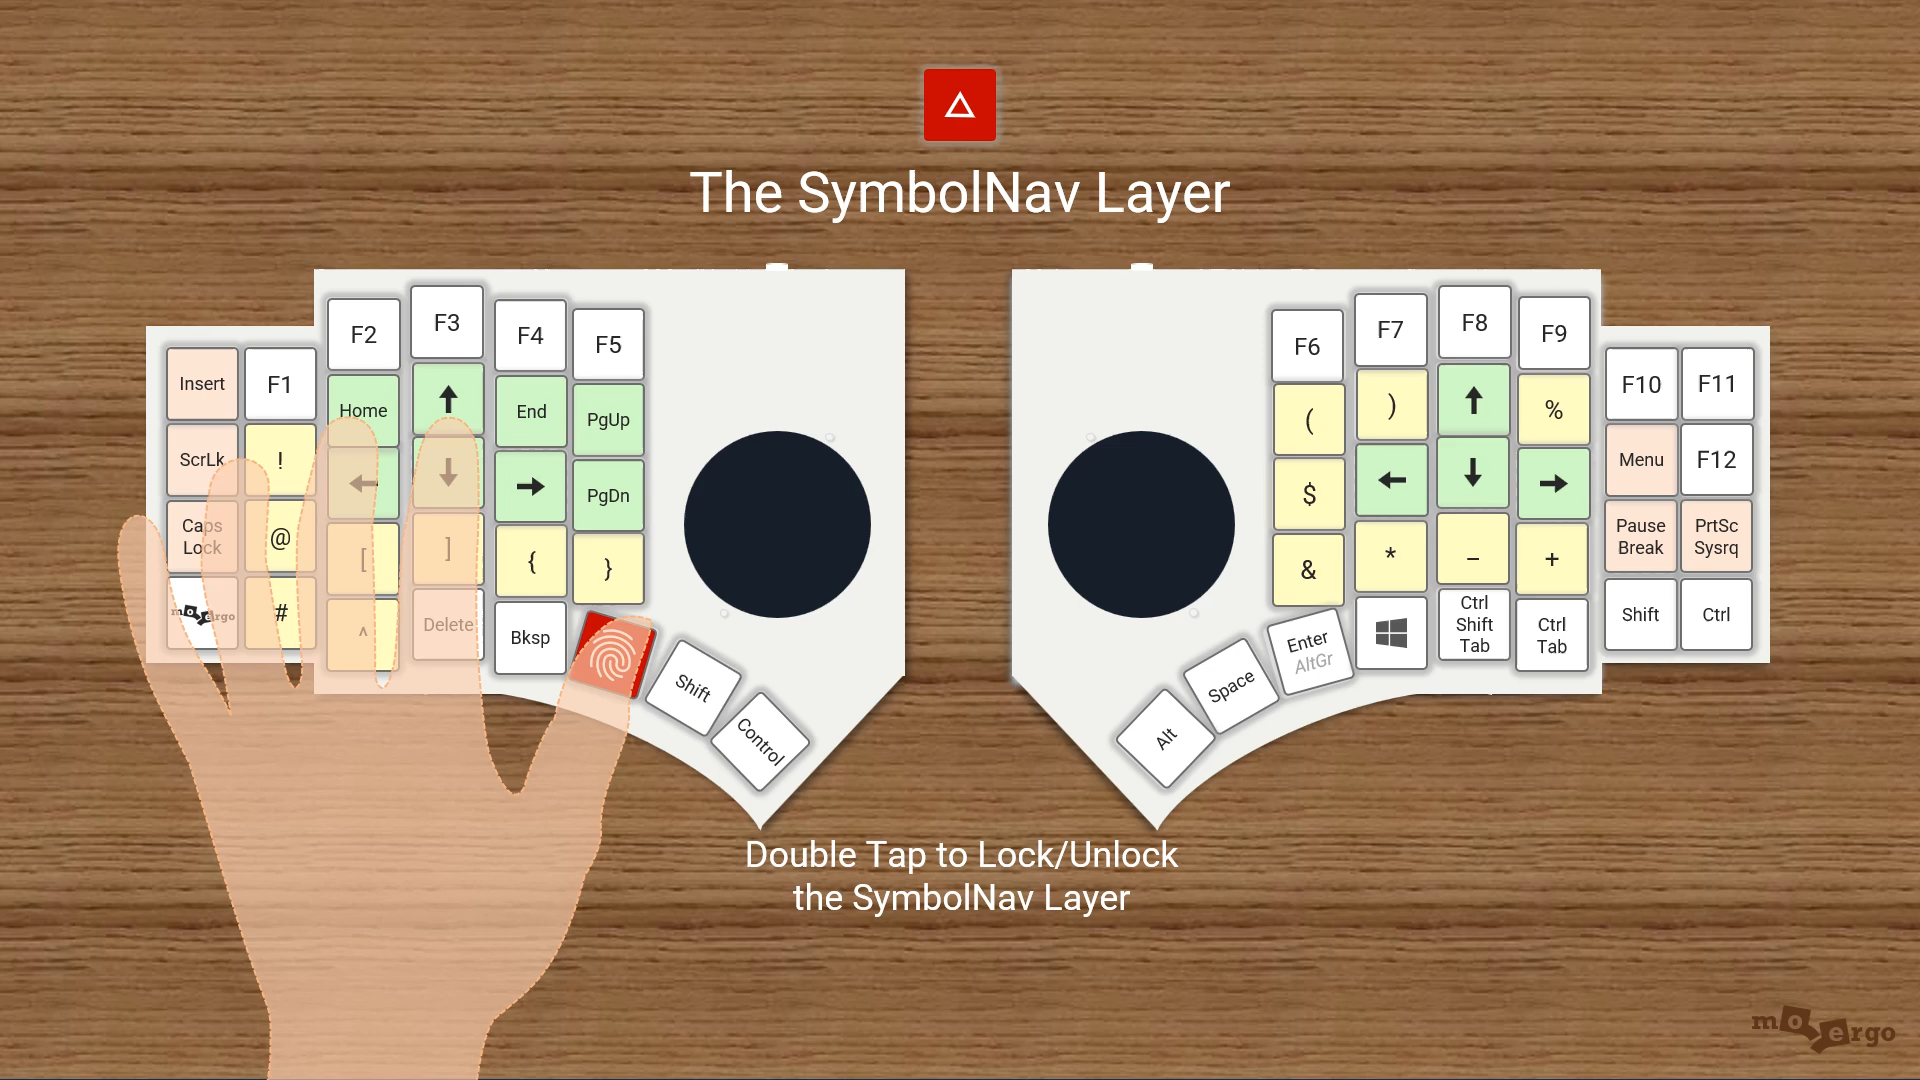 The SymbolNav Layer
F2
F3
F4
F5
F6
F7
F8
F9
Insert
F1
F10
F11
Home
↑
End
PgUp
(
)
↑
%
ScrLk
!
Menu
F12
←
↓
→
PgDn
$
←
↓
→
Caps
Lock
@
Pause
Break
PrtSc
Sysrq
[
]
{
}
&
*
−
+
moergo
#
^
Delete
Bksp
Shift
Control
Alt
Space
Enter
AltGr
Ctrl
Shift
Tab
Ctrl
Tab
Shift
Ctrl
Double Tap to Lock/Unlock
the SymbolNav Layer
moergo